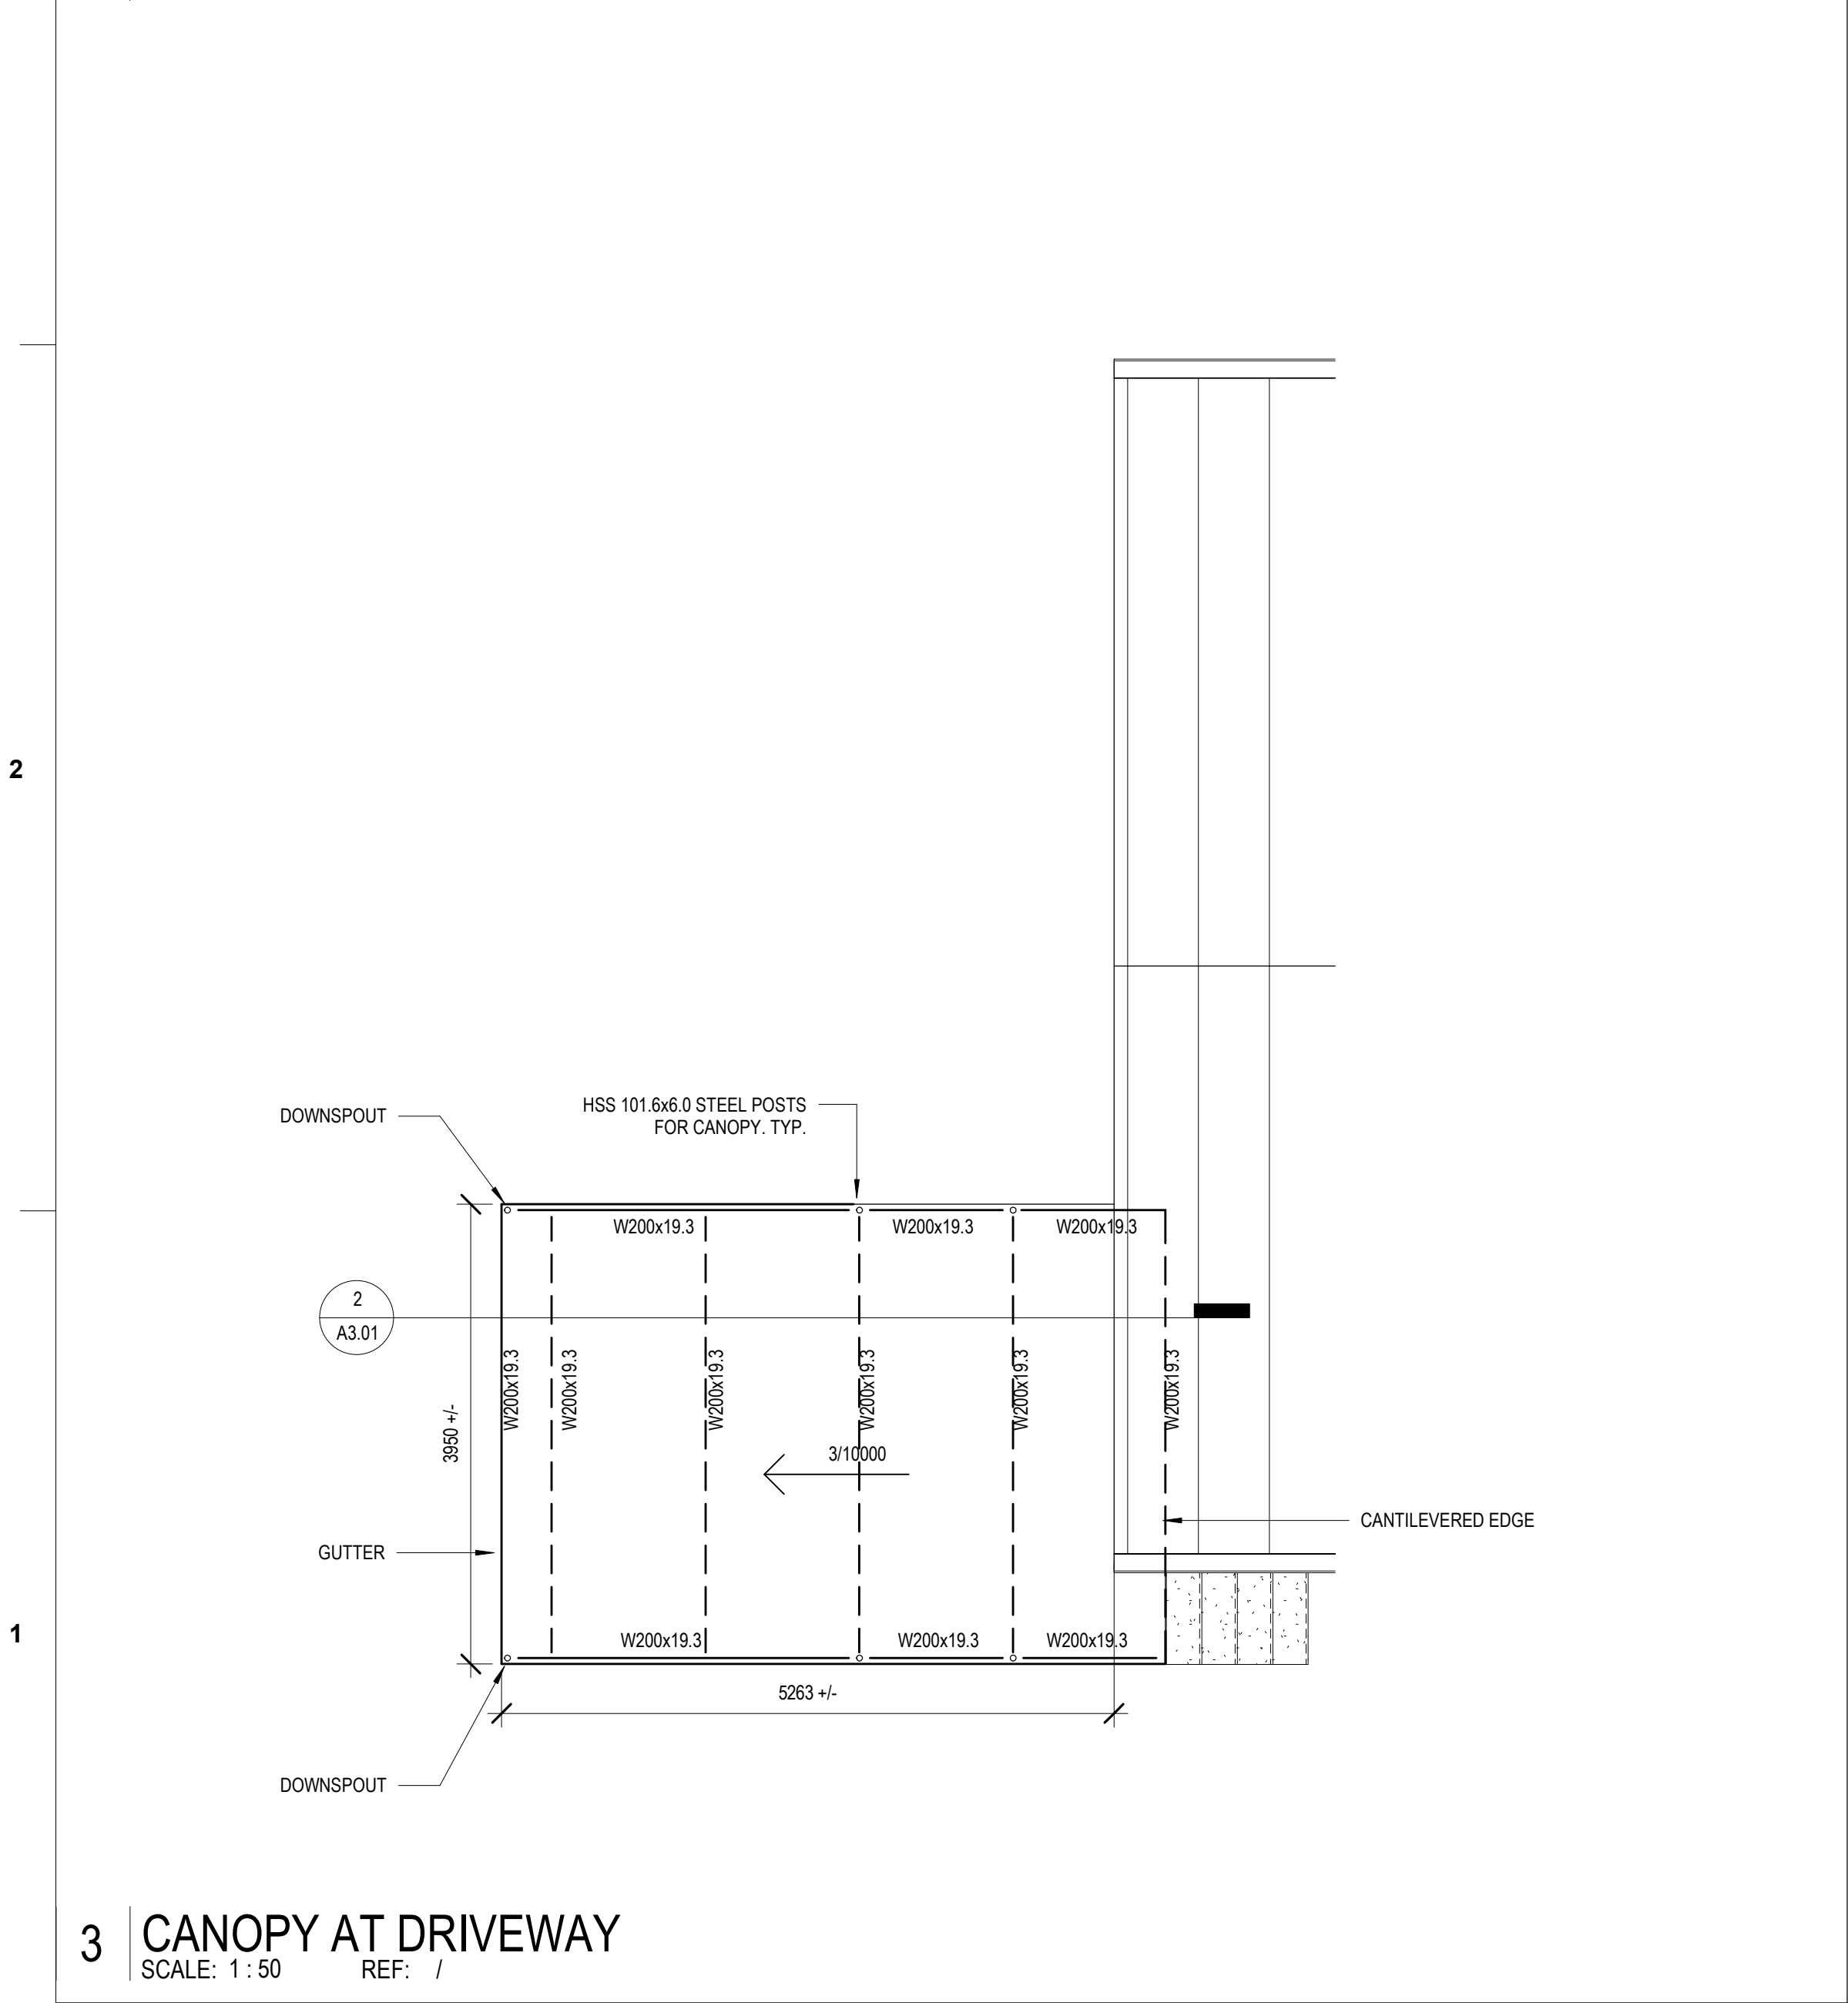 2
DOWNSPOUT
HSS 101.6x6.0 STEEL POSTS
FOR CANOPY. TYP.
W200x19.3
W200x19.3
W200x19.3
2
A3.01
W200x19.3
W200x19.3
W200x19.3
W200x19.3
W200x19.3
W200x19.3
3950 +/-
3/10000
CANTILEVERED EDGE
GUTTER
1
W200x19.3
W200x19.3
W200x19.3
5263 +/-
DOWNSPOUT
3
CANOPY AT DRIVEWAY
SCALE: 1 : 50 REF: /